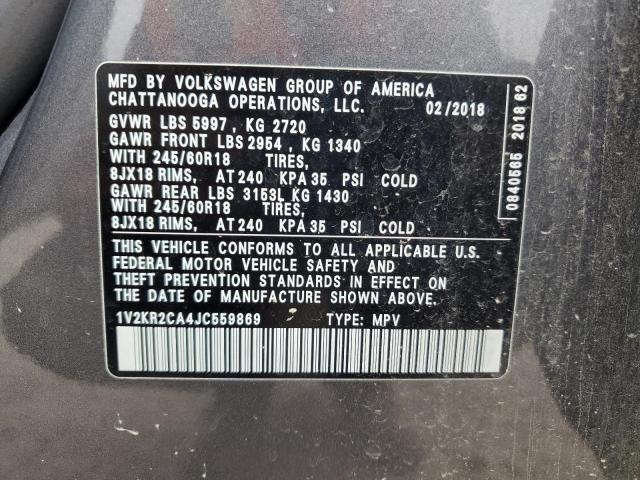 MFD BY VOLKSWAGEN GROUP OF AMERICA
CHATTANOOGA OPERATIONS, LLC. 02/2018
GVWR LBS 5997 , KG 2720
GAWR FRONT LBS 2954 , KG 1340
WITH 245/60R18 TIRES,
8JX18 RIMS, AT 240 KPA 35 PSI COLD
GAWR REAR LBS 3153L KG 1430
WITH 245/60R18 TIRES,
8JX18 RIMS, AT 240 KPA 35 PSI COLD
THIS VEHICLE CONFORMS TO ALL APPLICABLE U.S.
FEDERAL MOTOR VEHICLE SAFETY AND
THEFT PREVENTION STANDARDS IN EFFECT ON
THE DATE OF MANUFACTURE SHOWN ABOVE.
1V2KR2CA4JC559869 TYPE: MPV
0840565 2018 62